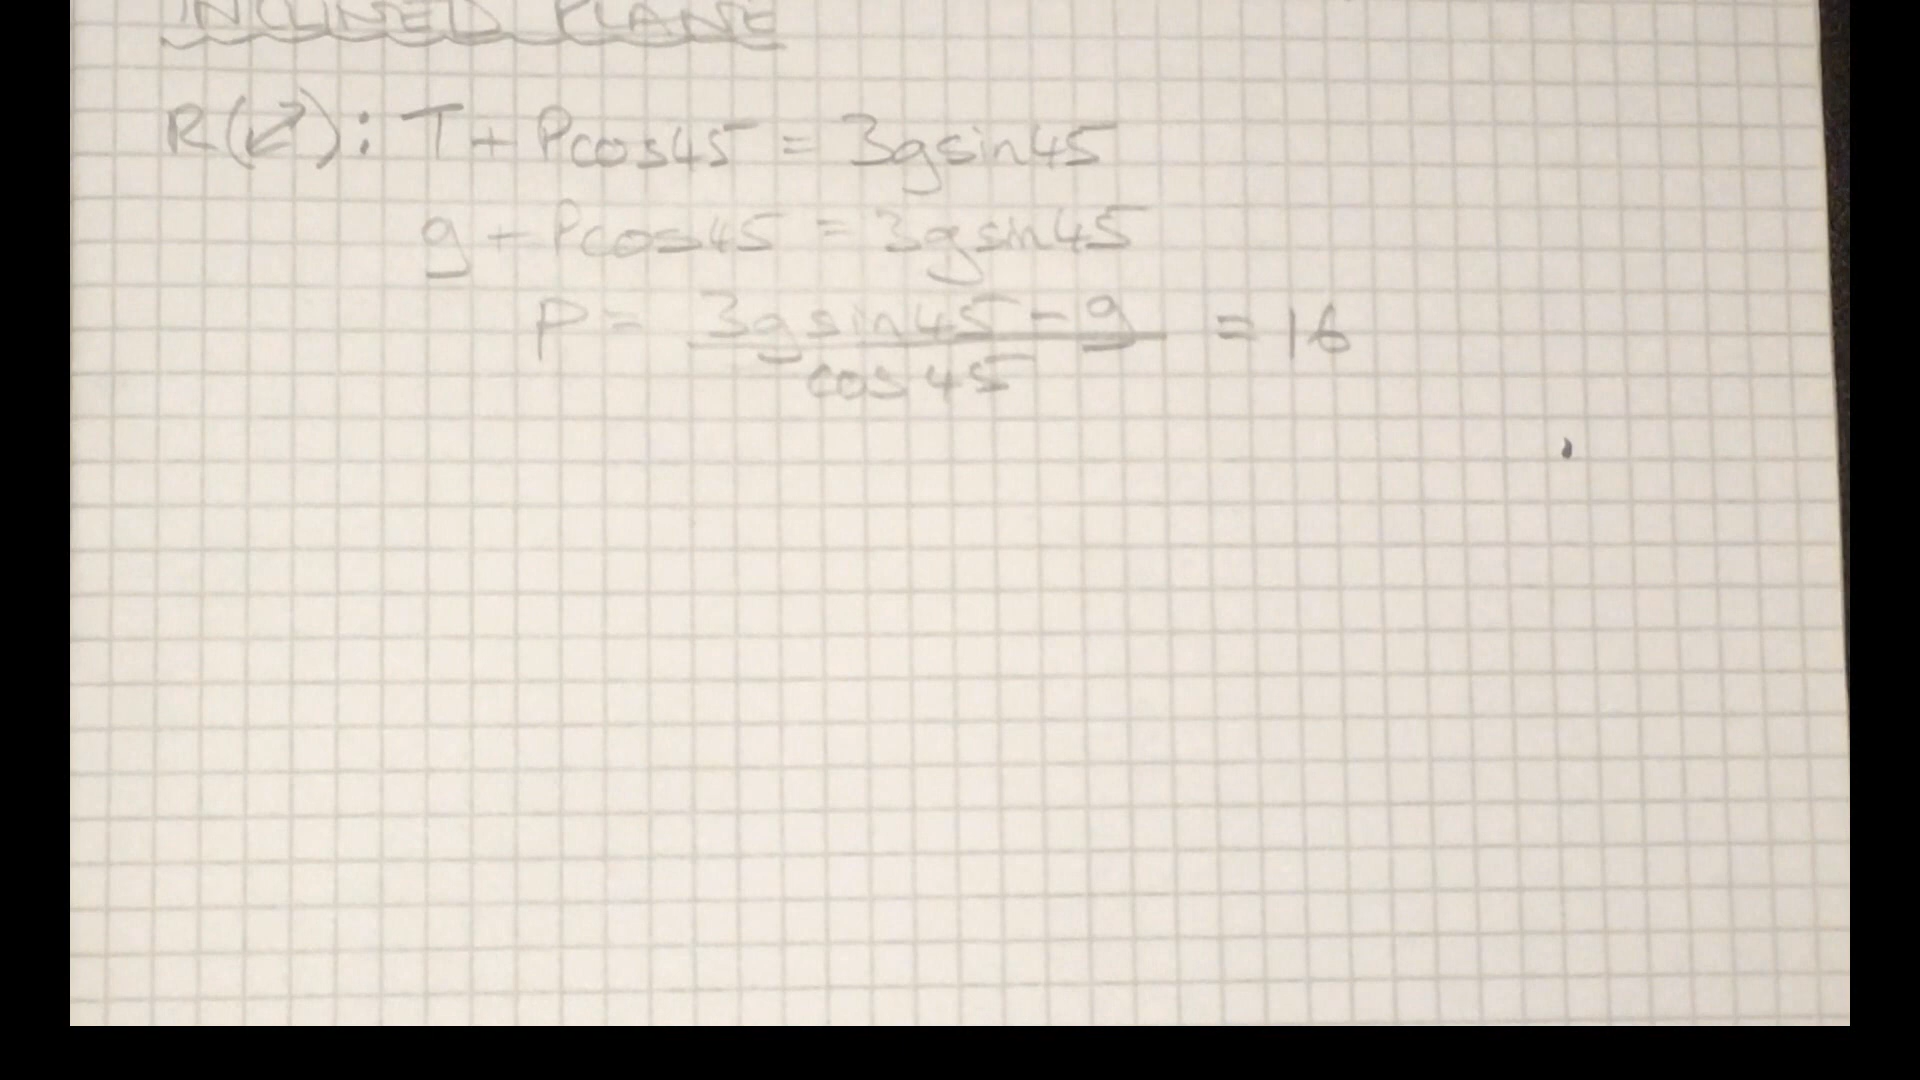 INCLINED PLANE
R(↗↙): T + Pcos45 = 3gsin45
g + Pcos45 = 3gsin45
P = (3gsin45 - g)/cos45 = 16